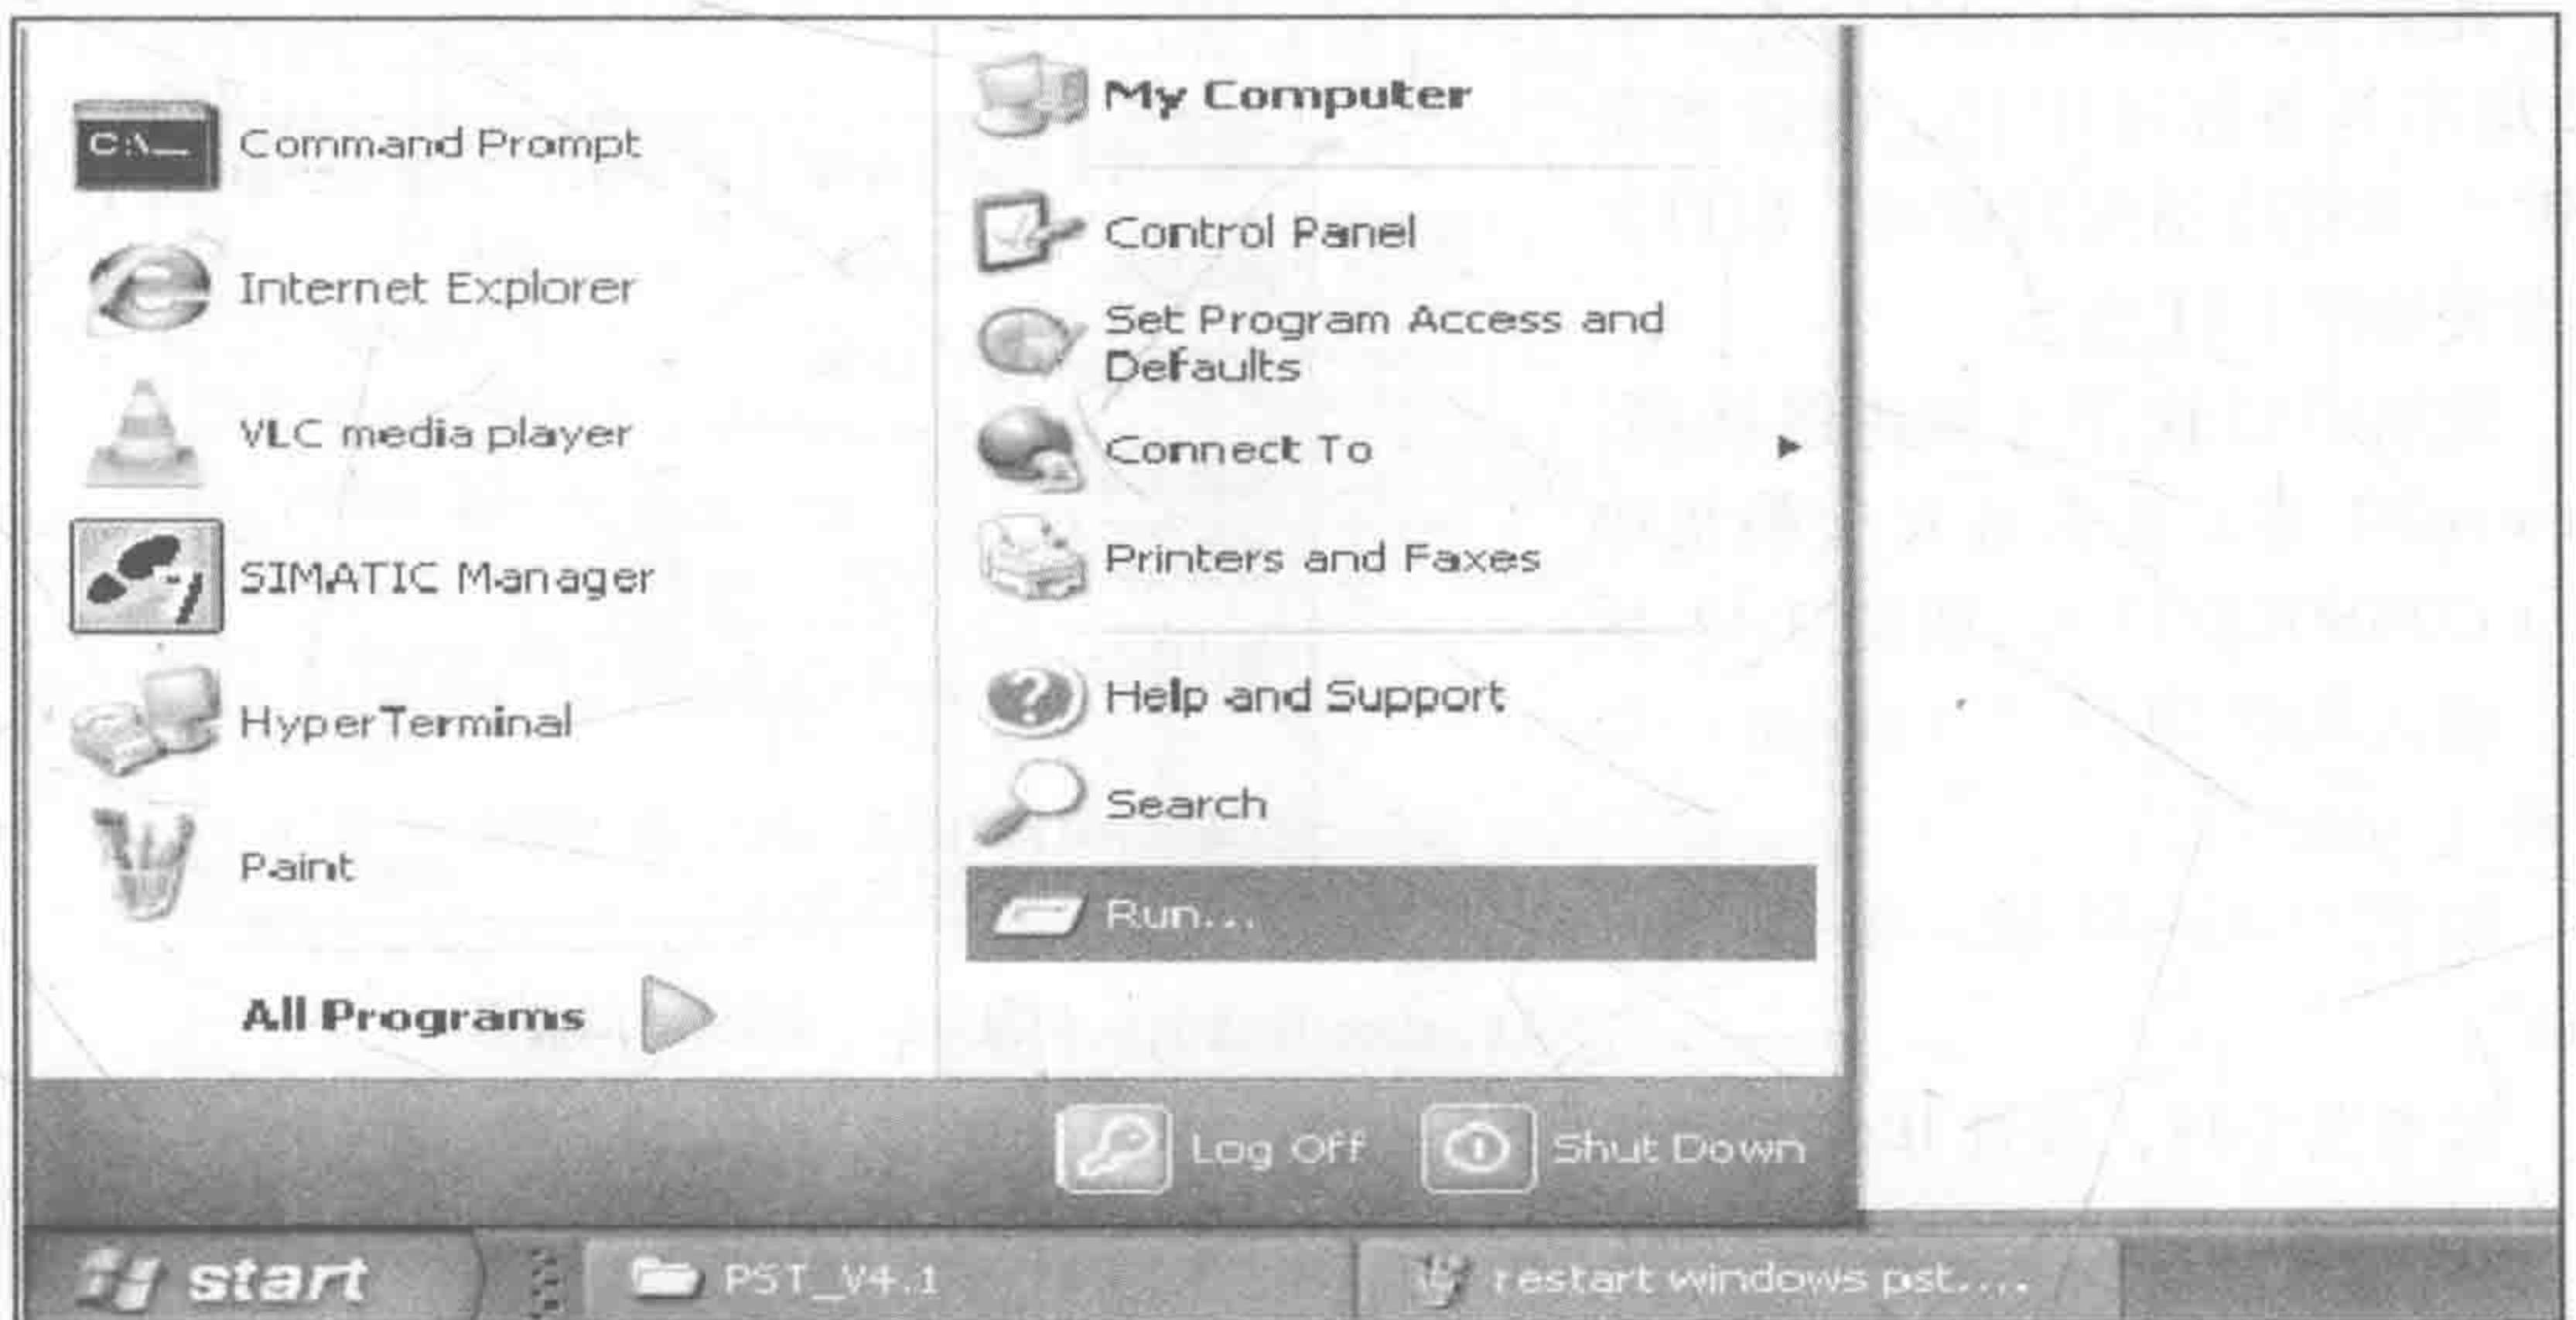 C:\_
Command Prompt
Internet Explorer
VLC media player
SIMATIC Manager
HyperTerminal
Paint
All Programs
My Computer
Control Panel
Set Program Access and
Defaults
Connect To
Printers and Faxes
Help and Support
Search
Run...
Log Off
Shut Down
start
PST_V4.1
restart windows pst....